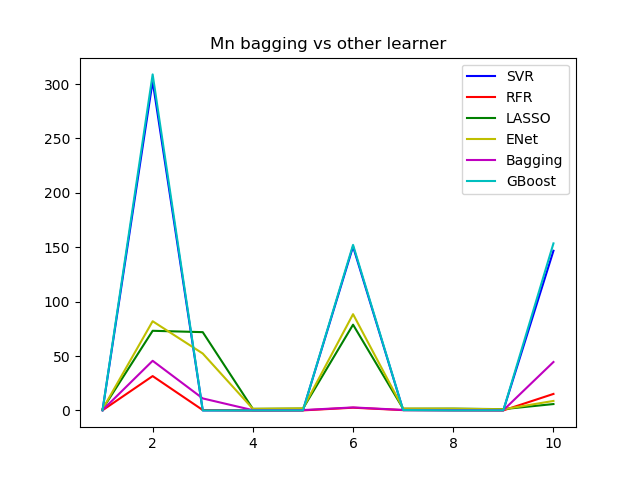 Mn bagging vs other learner
SVR
RFR
LASSO
ENet
Bagging
GBoost
300
250
200
150
100
50
0
2 4 6 8 10